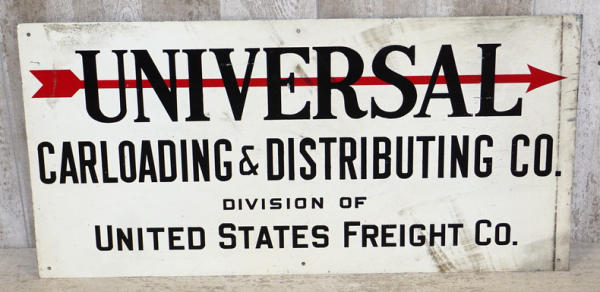 UNIVERSAL
CARLOADING & DISTRIBUTING CO.
DIVISION OF
UNITED STATES FREIGHT CO.